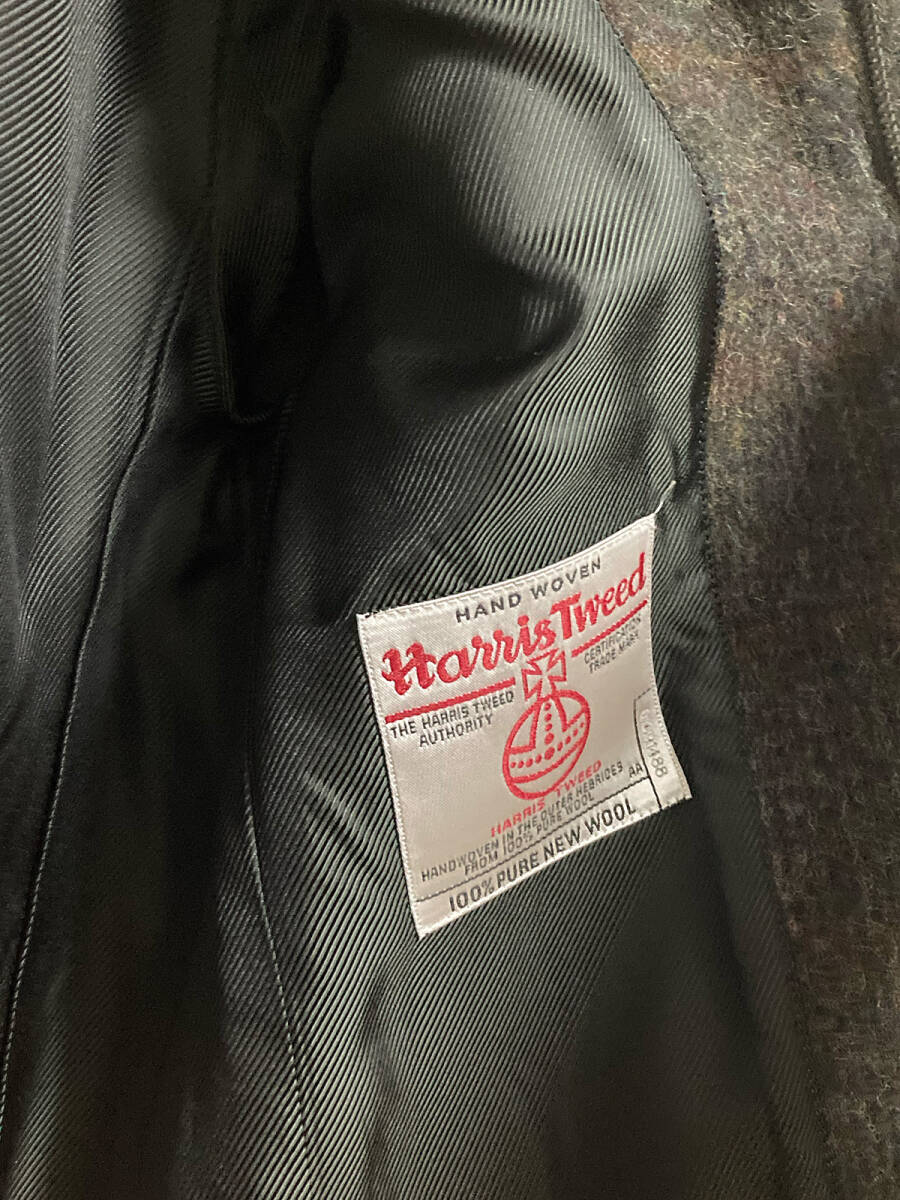 HAND WOVEN
Harris Tweed
THE HARRIS TWEED
AUTHORITY
CERTIFICATION
TRADE MARK
HARRIS TWEED
HANDWOVEN IN THE OUTER HEBRIDES
FROM 100% PURE WOOL
AA
100% PURE NEW WOOL